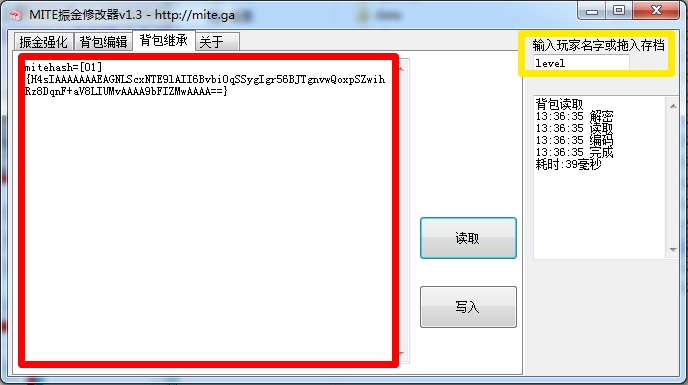 MITE振金修改器v1.3 - http://mite.ga
振金强化 背包编辑 背包继承 关于
输入玩家名字或拖入存档
level
mitehash=[01]
{H4sIAAAAAAAEAGNLScxNTE9lAII6BvbiOqSSygIgr56BJTgnvwQoxpSZwih
Rz8DqnF+aV8LIUMvAAAA9bFIZMwAAAA==}
背包读取
13:36:35 解密
13:36:35 读取
13:36:35 编码
13:36:35 完成
耗时:39毫秒
读取
写入